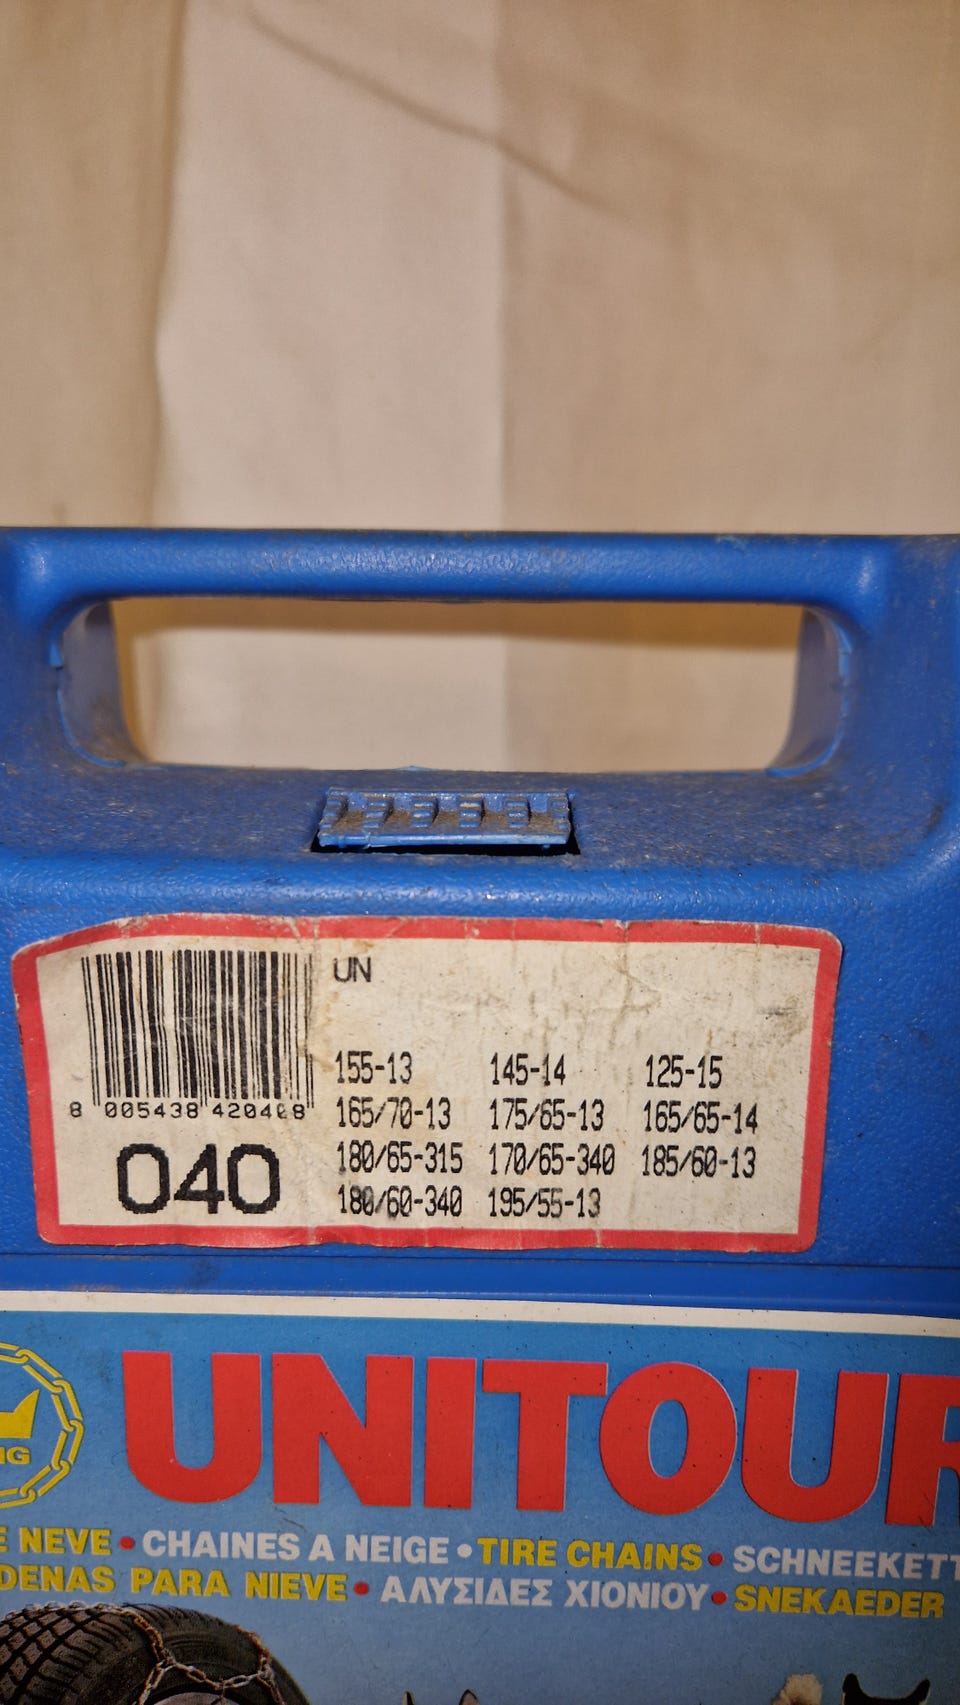 UN
155-13 145-14 125-15
165/70-13 175/65-13 165/65-14
180/65-315 170/65-340 185/60-13
180/60-340 195/55-13
8 005438 420408
040
UNITOUR
NEVE • CHAINES A NEIGE • TIRE CHAINS • SCHNEEKETT
DENAS PARA NIEVE • ΑΛΥΣΙΔΕΣ ΧΙΟΝΙΟΥ • SNEKAEDER